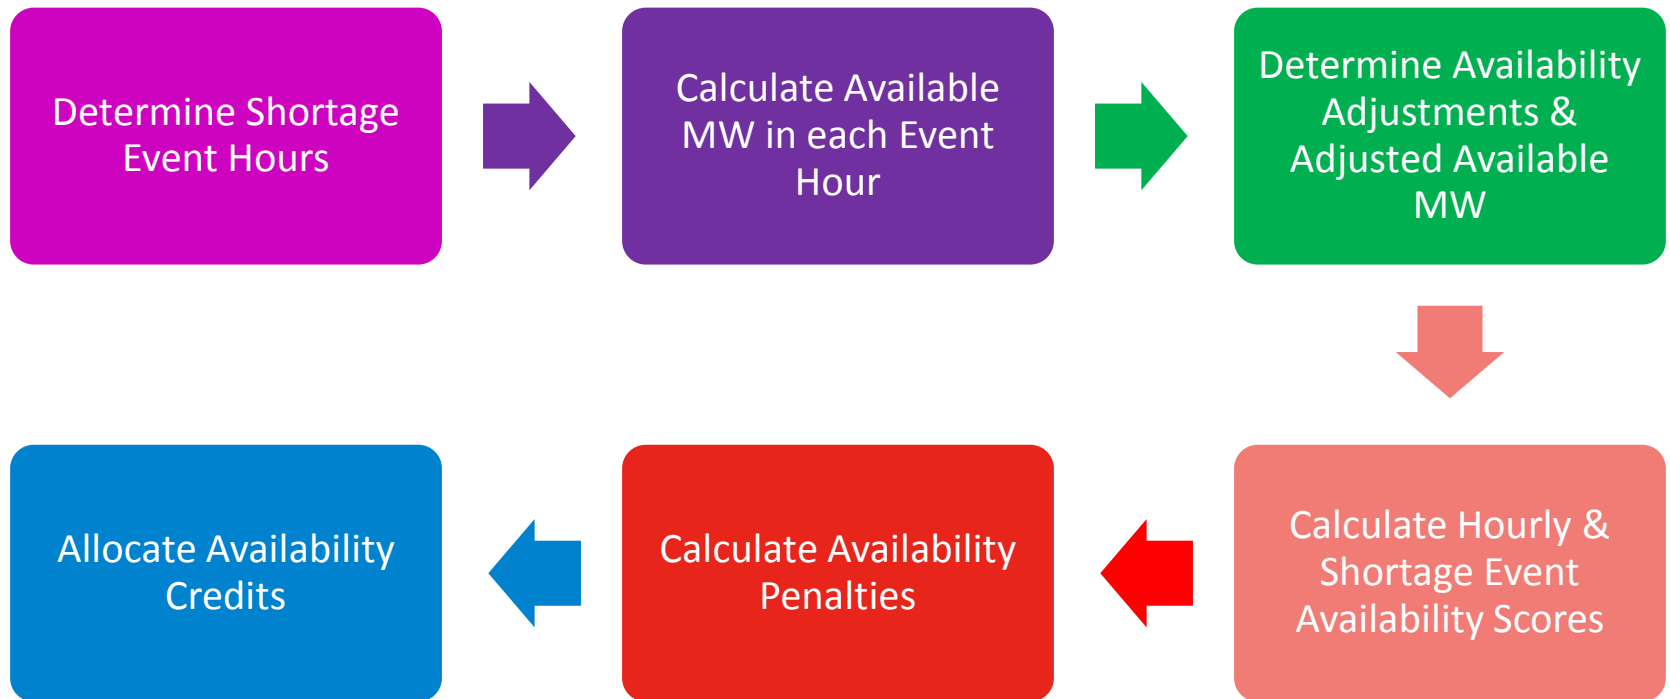 Determine Shortage
Event Hours
Calculate Available
MW in each Event
Hour
Determine Availability
Adjustments &
Adjusted Available
MW
Calculate Hourly &
Shortage Event
Availability Scores
Calculate Availability
Penalties
Allocate Availability
Credits